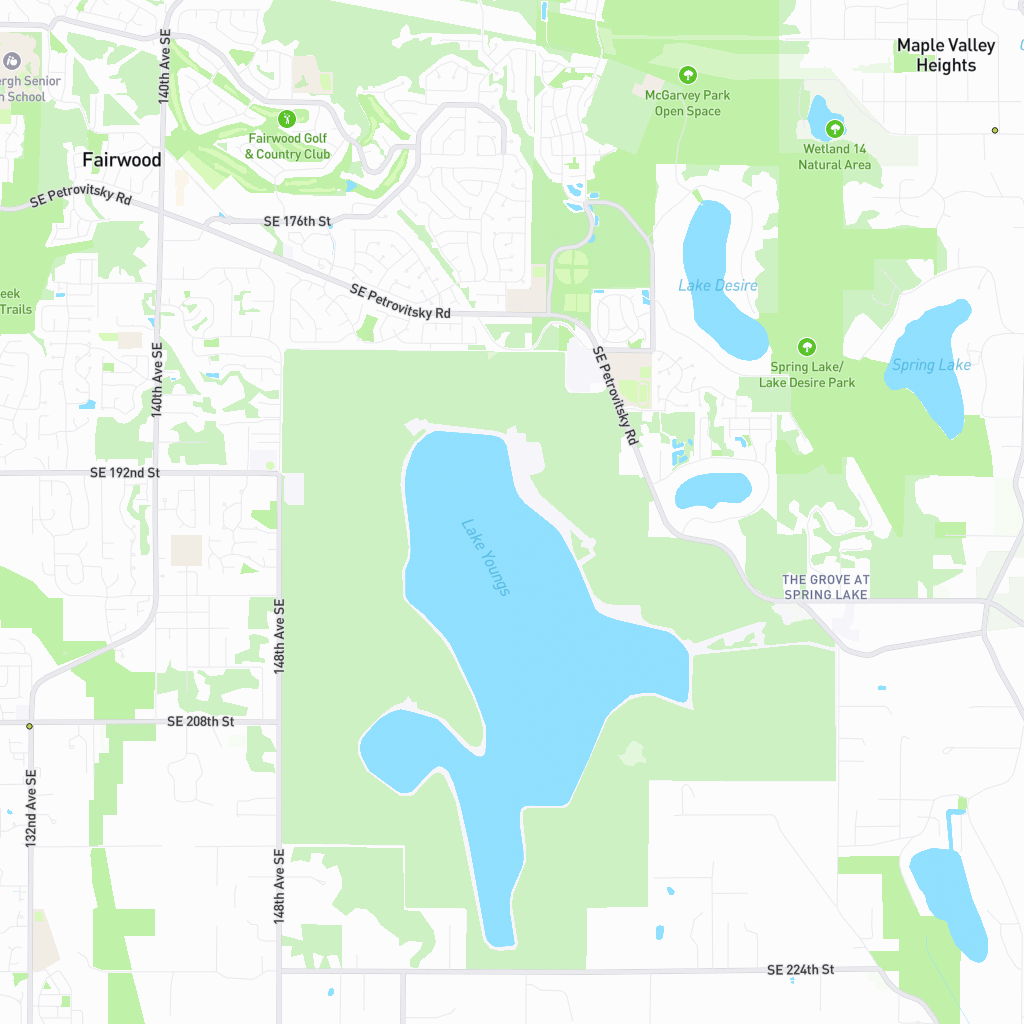 Maple Valley
Heights
ergh Senior
h School
140th Ave SE
McGarvey Park
Open Space
Fairwood Golf
& Country Club
Wetland 14
Natural Area
Fairwood
SE Petrovitsky Rd
SE 176th St
Lake Desire
eek
Trails
SE Petrovitsky Rd
140th Ave SE
SE Petrovitsky Rd
Spring Lake/
Lake Desire Park
Spring Lake
SE 192nd St
Lake Youngs
THE GROVE AT
SPRING LAKE
148th Ave SE
SE 208th St
132nd Ave SE
148th Ave SE
SE 224th St